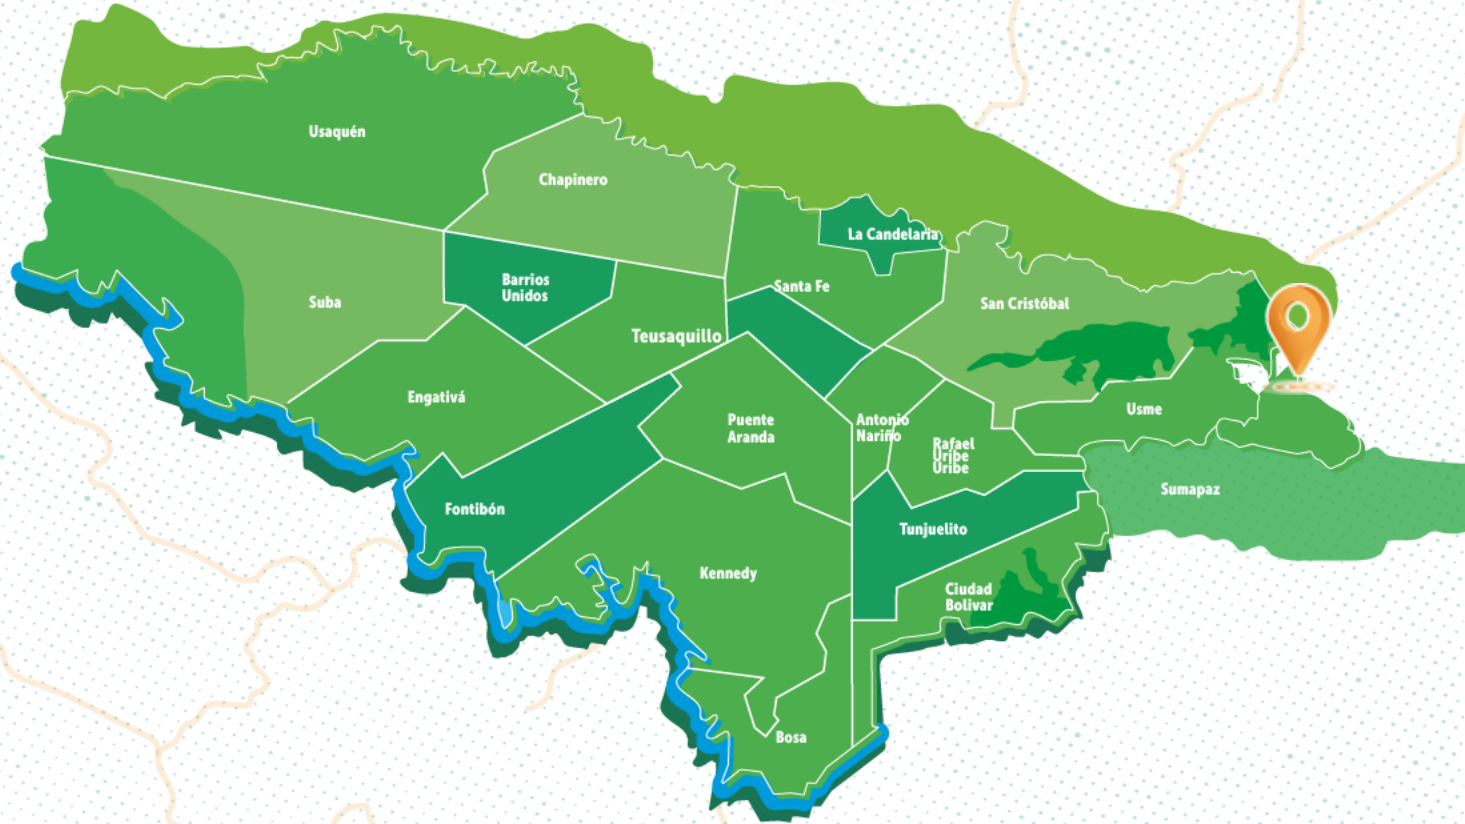 Usaquén
Chapinero
La Candelaria
Barrios
Unidos
Santa Fe
Suba
San Cristóbal
Teusaquillo
Engativá
Usme
Puente
Aranda
Antonio
Nariño
Rafael
Uribe
Uribe
Sumapaz
Fontibón
Tunjuelito
Kennedy
Ciudad
Bolivar
Bosa